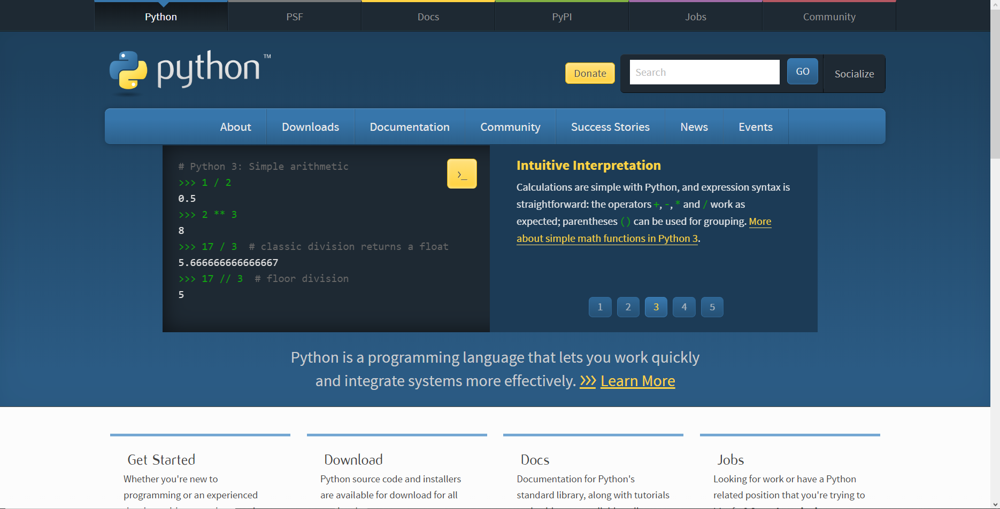 Python
PSF
Docs
PyPI
Jobs
Community
python™
Donate
Search
GO
Socialize
About
Downloads
Documentation
Community
Success Stories
News
Events
# Python 3: Simple arithmetic
>>> 1 / 2
0.5
>>> 2 ** 3
8
>>> 17 / 3  # classic division returns a float
5.666666666666667
>>> 17 // 3  # floor division
5
>_
Intuitive Interpretation
Calculations are simple with Python, and expression syntax is
straightforward: the operators +, -, * and / work as
expected; parentheses () can be used for grouping. More
about simple math functions in Python 3.
1 2 3 4 5
Python is a programming language that lets you work quickly
and integrate systems more effectively. >>> Learn More
Get Started
Whether you're new to
programming or an experienced
Download
Python source code and installers
are available for download for all
Docs
Documentation for Python's
standard library, along with tutorials
Jobs
Looking for work or have a Python
related position that you're trying to